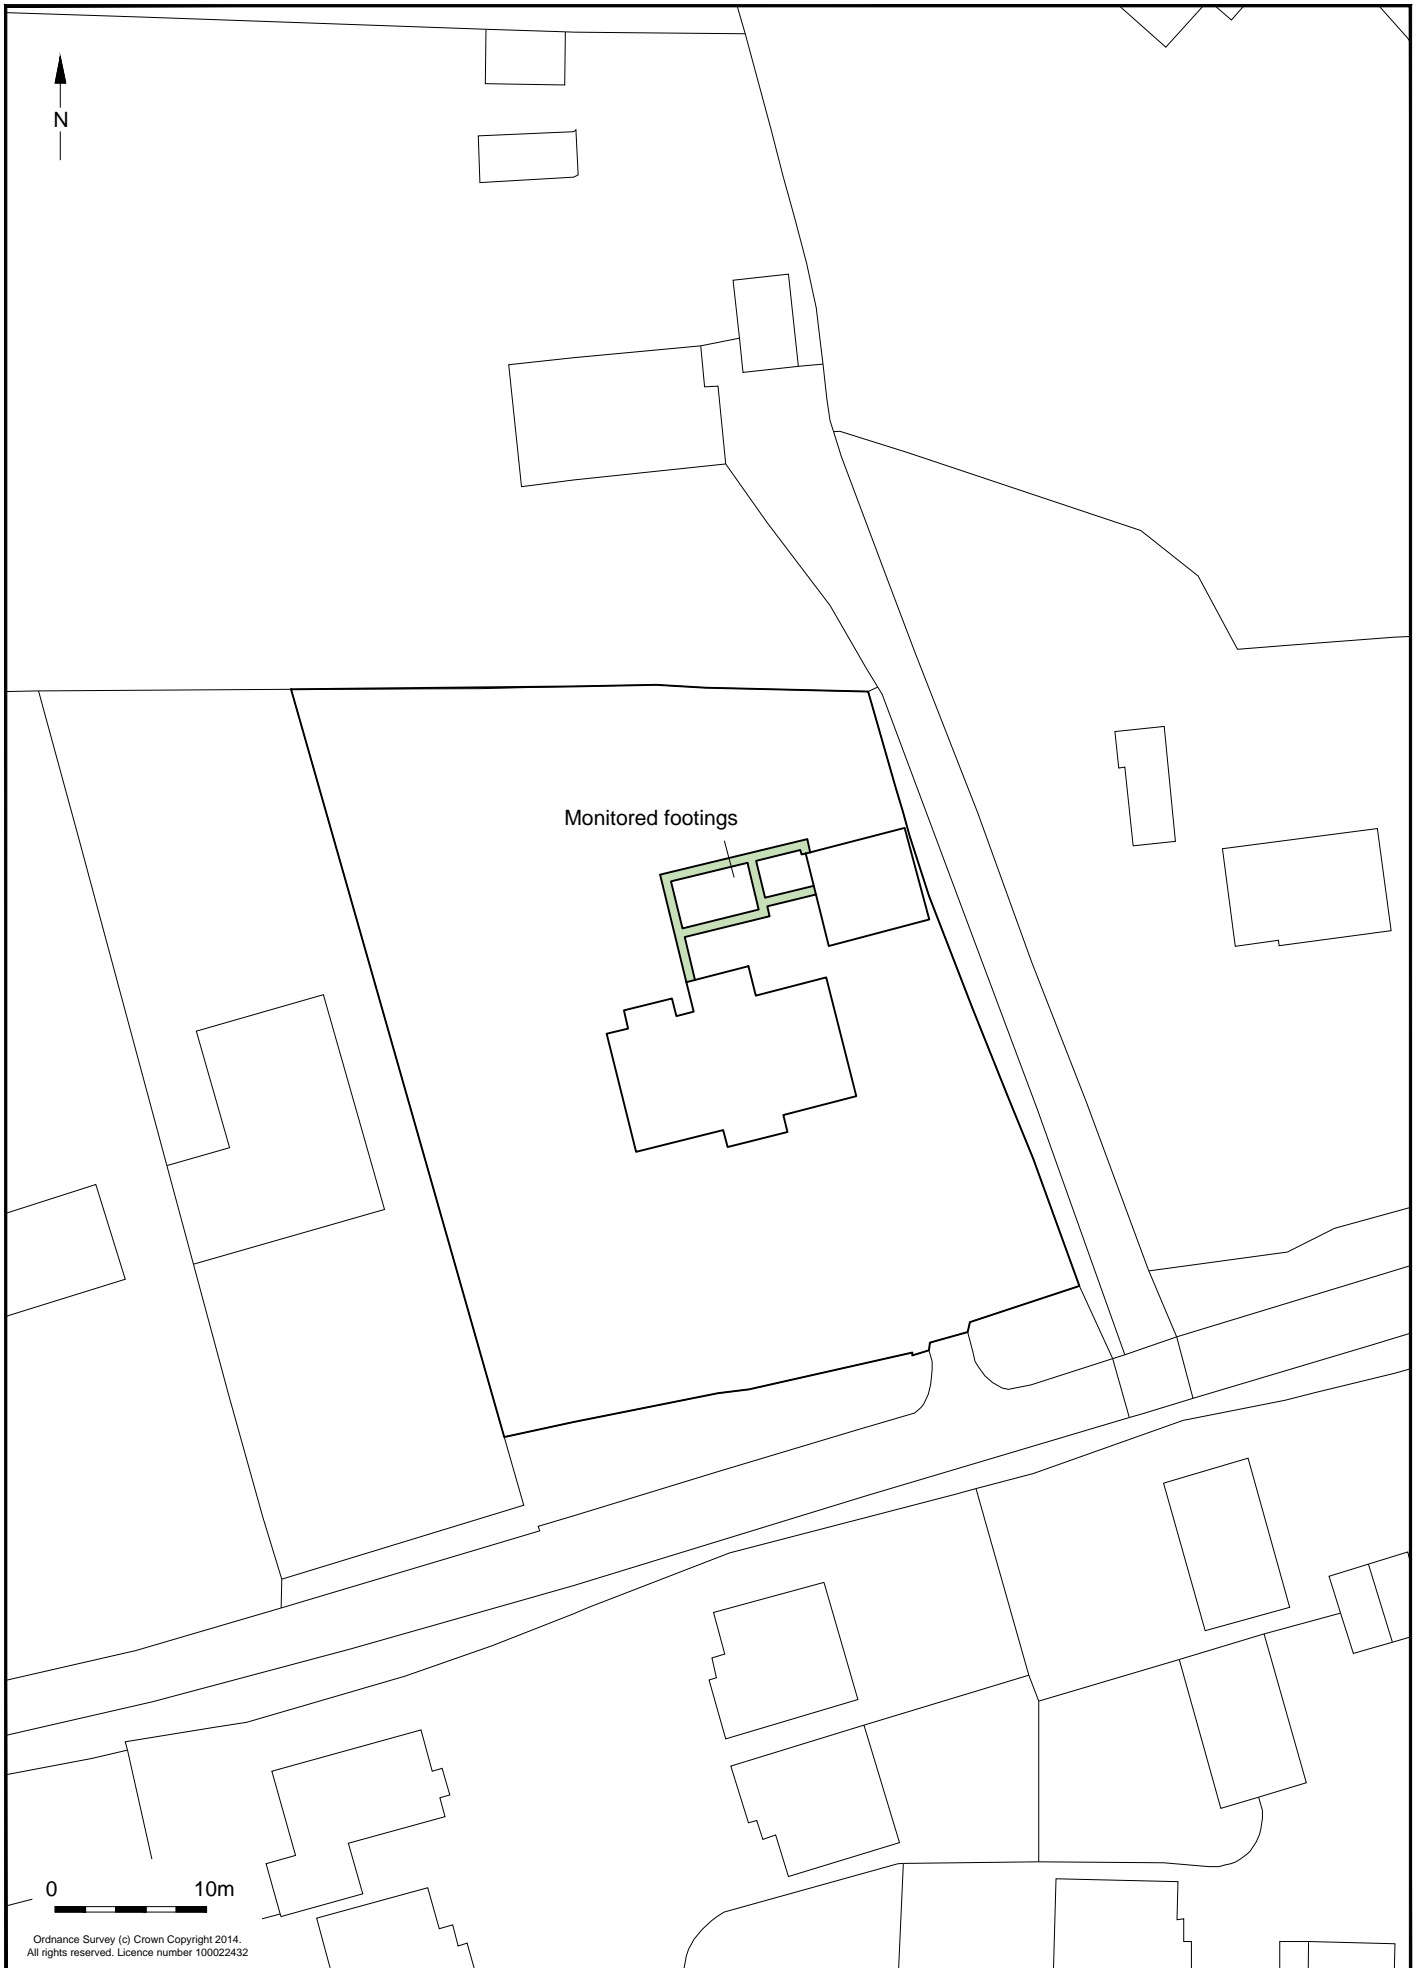 N
Monitored footings
0 10m
Ordnance Survey (c) Crown Copyright 2014.
All rights reserved. Licence number 100022432